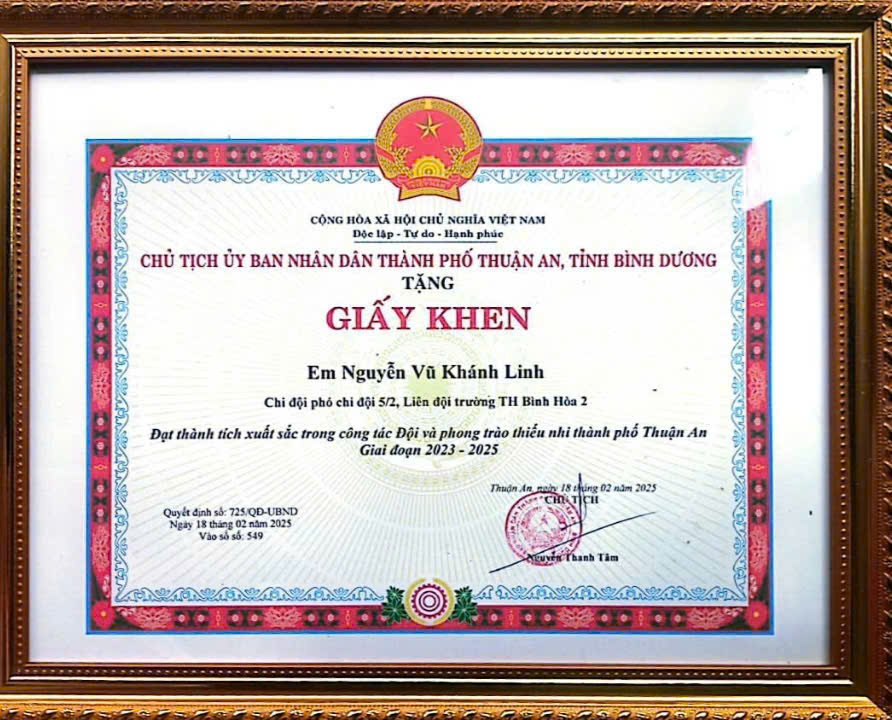 VIỆT NAM
CỘNG HÒA XÃ HỘI CHỦ NGHĨA VIỆT NAM
Độc lập - Tự do - Hạnh phúc
CHỦ TỊCH ỦY BAN NHÂN DÂN THÀNH PHỐ THUẬN AN, TỈNH BÌNH DƯƠNG
TẶNG
GIẤY KHEN
Em Nguyễn Vũ Khánh Linh
Chi đội phó chi đội 5/2, Liên đội trường TH Bình Hòa 2
Đạt thành tích xuất sắc trong công tác Đội và phong trào thiếu nhi thành phố Thuận An
Giai đoạn 2023 - 2025
Thuận An, ngày 18 tháng 02 năm 2025
CHỦ TỊCH
Quyết định số: 725/QĐ-UBND
Ngày 18 tháng 02 năm 2025
Vào sổ số: 549
Nguyễn Thanh Tâm